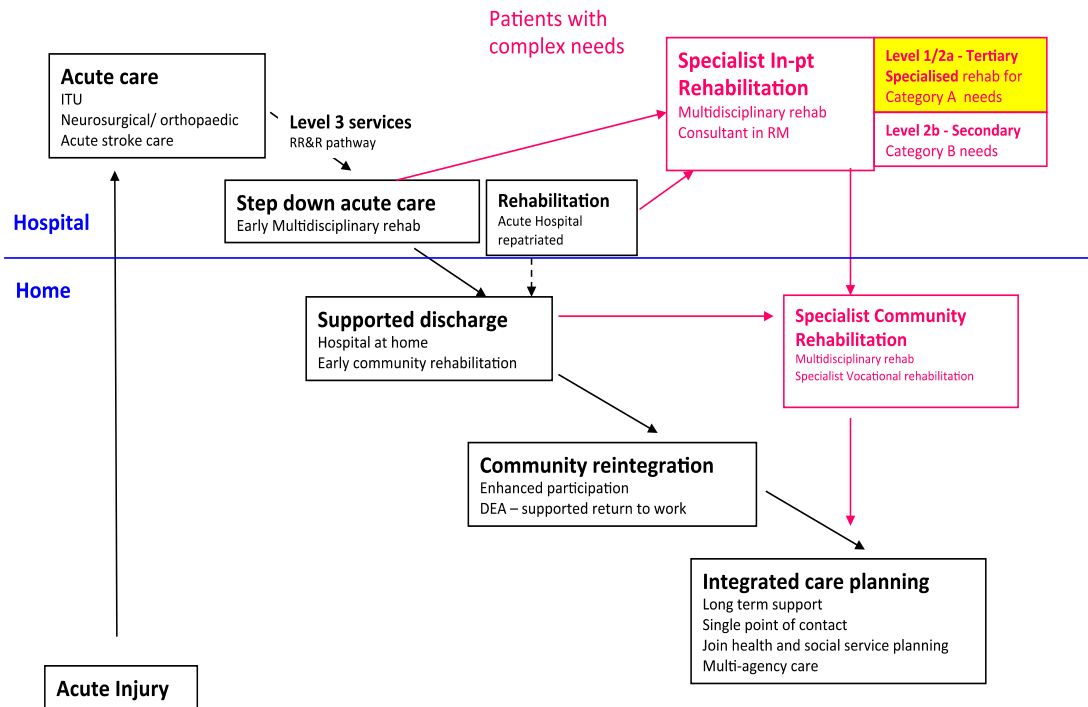 Patients with
complex needs
Acute care
ITU
Neurosurgical/ orthopaedic
Acute stroke care
Level 3 services
RR&R pathway
Specialist In-pt
Rehabilitation
Multidisciplinary rehab
Consultant in RM
Level 1/2a - Tertiary
Specialised rehab for
Category A needs
Level 2b - Secondary
Category B needs
Step down acute care
Early Multidisciplinary rehab
Rehabilitation
Acute Hospital
repatriated
Hospital
Home
Supported discharge
Hospital at home
Early community rehabilitation
Specialist Community
Rehabilitation
Multidisciplinary rehab
Specialist Vocational rehabilitation
Community reintegration
Enhanced participation
DEA – supported return to work
Integrated care planning
Long term support
Single point of contact
Join health and social service planning
Multi-agency care
Acute Injury